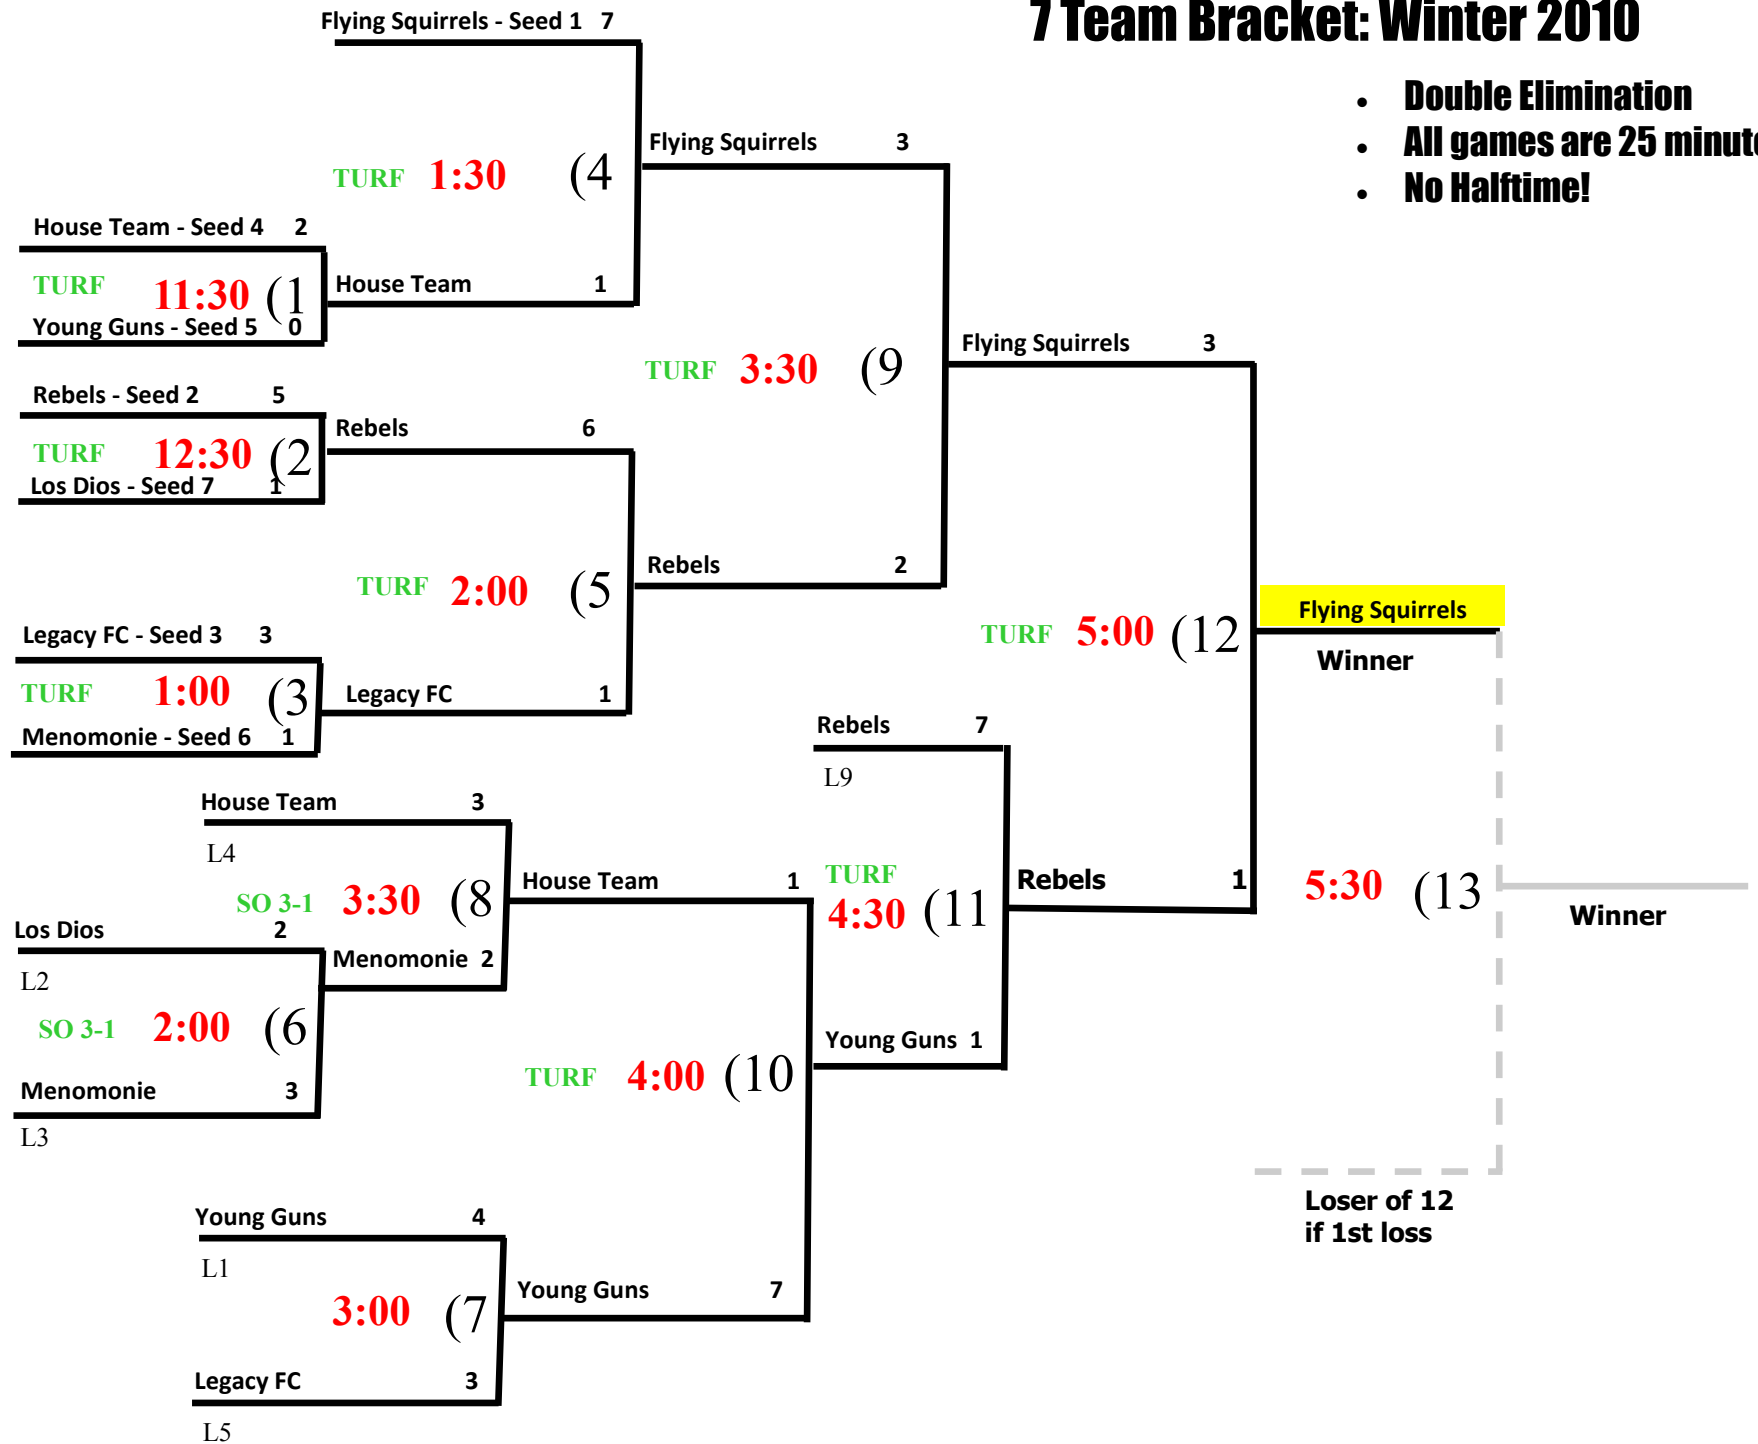 7 Team Bracket: Winter 2010
Double Elimination
All games are 25 minute
No Halftime!
Flying Squirrels - Seed 1 7
TURF 1:30 (4
House Team - Seed 4 2
TURF 11:30 (1
Young Guns - Seed 5 0
House Team 1
Flying Squirrels 3
Rebels - Seed 2 5
TURF 12:30 (2
Los Dios - Seed 7 1
Rebels 6
TURF 3:30 (9
Flying Squirrels 3
TURF 2:00 (5
Rebels 2
Legacy FC - Seed 3 3
TURF 1:00 (3
Menomonie - Seed 6 1
Legacy FC 1
TURF 5:00 (12
Flying Squirrels
Winner
Rebels 7
L9
House Team 3
L4
SO 3-1 3:30 (8
House Team 1
TURF
4:30 (11
Rebels 1
5:30 (13
Winner
Los Dios 2
L2
Menomonie 2
SO 3-1 2:00 (6
Menomonie 3
L3
TURF 4:00 (10
Young Guns 1
Young Guns 4
L1
3:00 (7
Young Guns 7
Legacy FC 3
L5
Loser of 12
if 1st loss